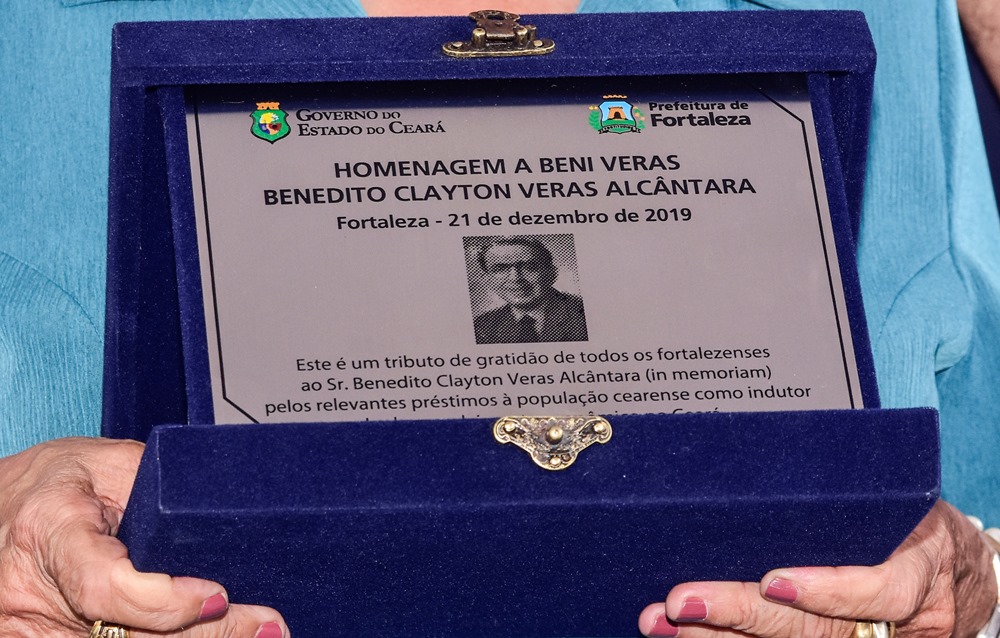 GOVERNO DO
ESTADO DO CEARÁ
Prefeitura de
Fortaleza
HOMENAGEM A BENI VERAS
BENEDITO CLAYTON VERAS ALCÂNTARA
Fortaleza - 21 de dezembro de 2019
Este é um tributo de gratidão de todos os fortalezenses
ao Sr. Benedito Clayton Veras Alcântara (in memoriam)
pelos relevantes préstimos à população cearense como indutor